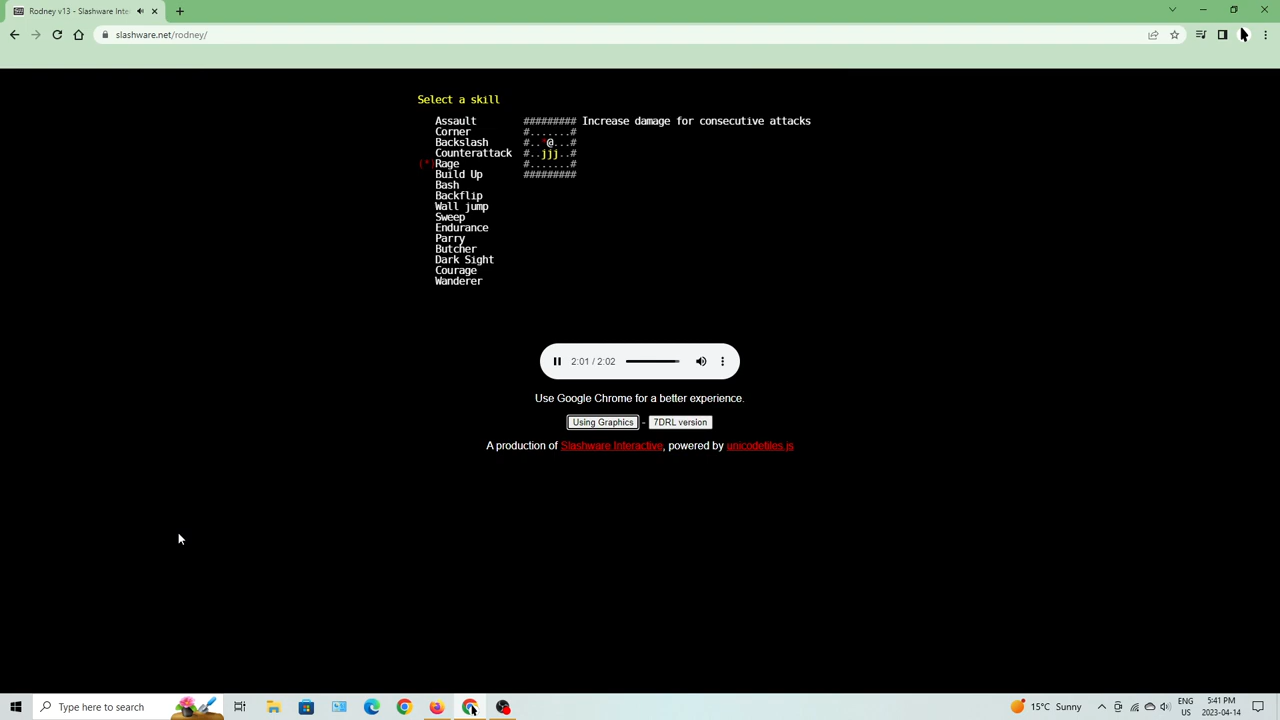 Rodney v13 - Slashware Inte
slashware.net/rodney/
Select a skill
Assault ######### Increase damage for consecutive attacks
Corner #.......#
Backslash #..*@...#
Counterattack #..jjj..#
(*)Rage #.......#
Build Up #########
Bash
Backflip
Wall jump
Sweep
Endurance
Parry
Butcher
Dark Sight
Courage
Wanderer
2:01 / 2:02
Use Google Chrome for a better experience.
Using Graphics - 7DRL version
A production of Slashware Interactive, powered by unicodetiles.js
Type here to search
15°C Sunny
ENG
US
5:41 PM
2023-04-14